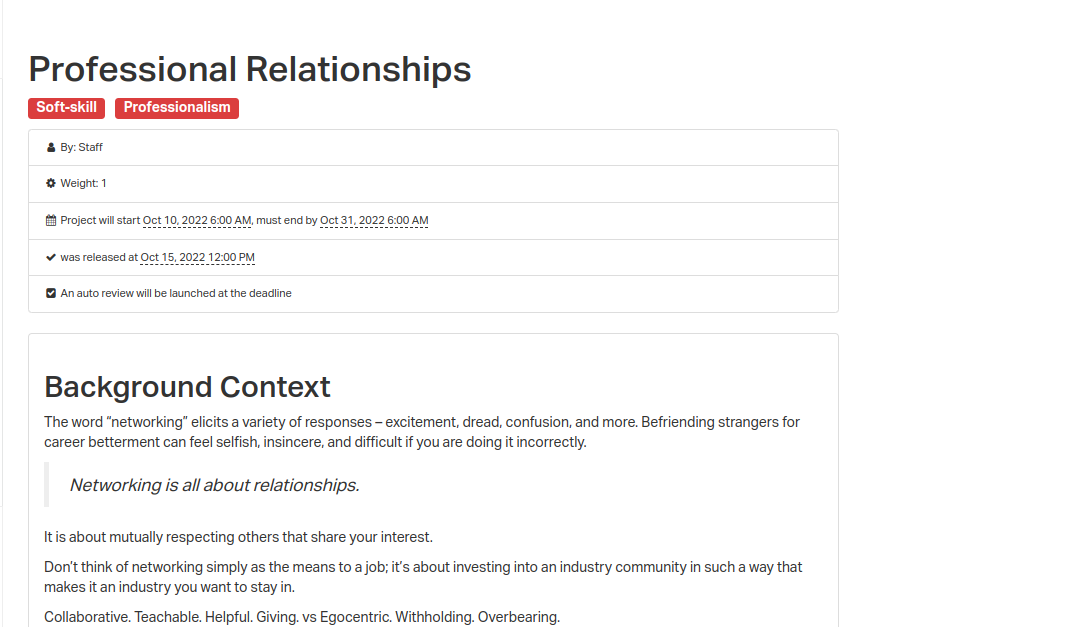 Professional Relationships
Soft-skill Professionalism
By: Staff
Weight: 1
Project will start Oct 10, 2022 6:00 AM, must end by Oct 31, 2022 6:00 AM
was released at Oct 15, 2022 12:00 PM
An auto review will be launched at the deadline
Background Context
The word “networking” elicits a variety of responses – excitement, dread, confusion, and more. Befriending strangers for
career betterment can feel selfish, insincere, and difficult if you are doing it incorrectly.
Networking is all about relationships.
It is about mutually respecting others that share your interest.
Don’t think of networking simply as the means to a job; it’s about investing into an industry community in such a way that
makes it an industry you want to stay in.
Collaborative. Teachable. Helpful. Giving. vs Egocentric. Withholding. Overbearing.